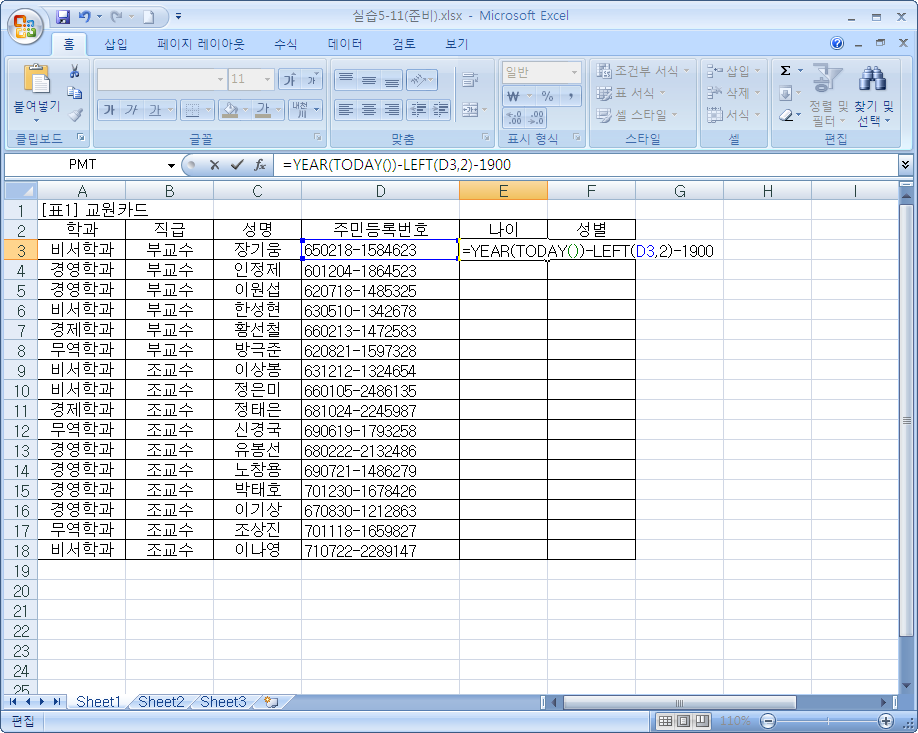 실습5-11(준비).xlsx - Microsoft Excel
홈 삽입 페이지 레이아웃 수식 데이터 검토 보기
붙여넣기
클립보드
11
가 가 가
내천
글꼴
맞춤
일반
%
표시 형식
조건부 서식
표 서식
셀 스타일
스타일
삽입
삭제
서식
셀
Σ
정렬 및 필터
찾기 및 선택
편집
PMT fx =YEAR(TODAY())-LEFT(D3,2)-1900
A B C D E F G H I
1 [표1] 교원카드
2 학과 직급 성명 주민등록번호 나이 성별
3 비서학과 부교수 장기웅 650218-1584623 =YEAR(TODAY())-LEFT(D3,2)-1900
4 경영학과 부교수 인정제 601204-1864523
5 경영학과 부교수 이원섭 620718-1485325
6 비서학과 부교수 한성현 630510-1342678
7 경제학과 부교수 황선철 660213-1472583
8 무역학과 부교수 방극준 620821-1597328
9 비서학과 조교수 이상봉 631212-1324654
10 비서학과 조교수 정은미 660105-2486135
11 경제학과 조교수 정태은 681024-2245987
12 무역학과 조교수 신경국 690619-1793258
13 경영학과 조교수 유봉선 680222-2132486
14 경영학과 조교수 노창용 690721-1486279
15 경영학과 조교수 박태호 701230-1678426
16 경영학과 조교수 이기상 670830-1212863
17 무역학과 조교수 조상진 701118-1659827
18 비서학과 조교수 이나영 710722-2289147
19
20
21
22
23
24
25
Sheet1 Sheet2 Sheet3
편집 110%